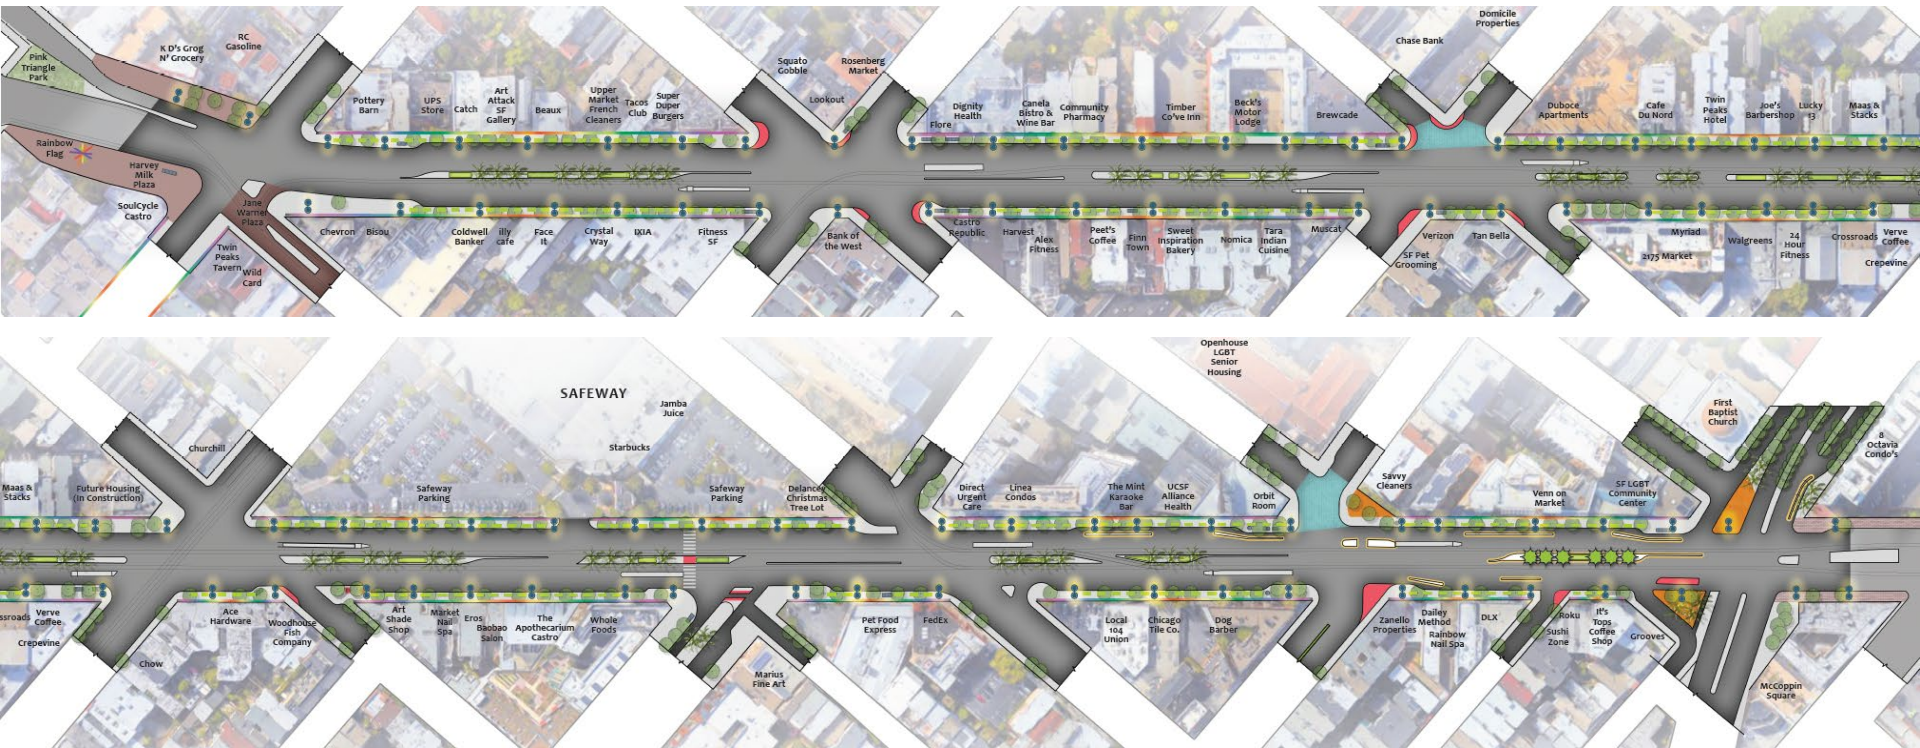 Pink
Triangle
Park
K D's Grog
N' Grocery
RC
Gasoline
Rainbow
Flag
Harvey
Milk
Plaza
SoulCycle
Castro
Jane
Warner
Plaza
Twin
Peaks
Tavern
Wild
Card
Pottery
Barn
UPS
Store
Catch
Art
Attack
SF
Gallery
Beaux
Upper
Market
French
Cleaners
Tacos
Club
Super
Duper
Burgers
Chevron
Bisou
Coldwell
Banker
illy
cafe
Face
It
Crystal
Way
IXIA
Fitness
SF
Squato
Gobble
Rosenberg
Market
Lookout
Bank of
the West
Flore
Dignity
Health
Canela
Bistro &
Wine Bar
Community
Pharmacy
Timber
Co've Inn
Beck's
Motor
Lodge
Brewcade
Castro
Republic
Harvest
Alex
Fitness
Peet's
Coffee
Finn
Town
Sweet
Inspiration
Bakery
Nomica
Tara
Indian
Cuisine
Muscat
Chase Bank
Domicile
Properties
Verizon
SF Pet
Grooming
Tan Bella
Duboce
Apartments
Cafe
Du Nord
Twin
Peaks
Hotel
Joe's
Barbershop
Lucky
13
Maas &
Stacks
Myriad
2175 Market
Walgreens
24
Hour
Fitness
Crossroads
Verve
Coffee
Crepevine
Maas &
Stacks
Future Housing
(In Construction)
Churchill
ssroads
Verve
Coffee
Crepevine
Chow
Ace
Hardware
Woodhouse
Fish
Company
SAFEWAY
Jamba
Juice
Starbucks
Safeway
Parking
Safeway
Parking
Delancey
Christmas
Tree Lot
Art
Shade
Shop
Market
Nail
Spa
Eros
Baobao
Salon
The
Apothecarium
Castro
Whole
Foods
Marius
Fine Art
Pet Food
Express
FedEx
Direct
Urgent
Care
Linea
Condos
The Mint
Karaoke
Bar
UCSF
Alliance
Health
Orbit
Room
Openhouse
LGBT
Senior
Housing
Local
104
Union
Chicago
Tile Co.
Dog
Barber
Savvy
Cleaners
Venn on
Market
SF LGBT
Community
Center
First
Baptist
Church
8
Octavia
Condo's
Zanello
Properties
Dailey
Method
Rainbow
Nail Spa
DLX
Roku
Sushi
Zone
It's
Tops
Coffee
Shop
Grooves
McCoppin
Square